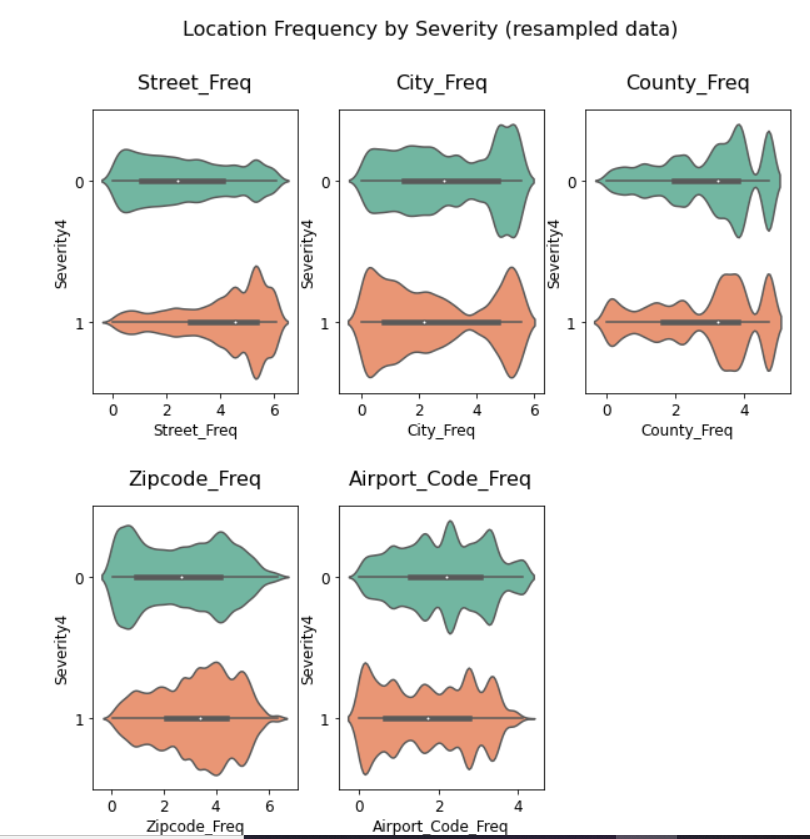 Location Frequency by Severity (resampled data)
Street_Freq
City_Freq
County_Freq
Severity4
0
1
0 2 4 6
Street_Freq
Severity4
0
1
0 2 4 6
City_Freq
Severity4
0
1
0 2 4
County_Freq
Zipcode_Freq
Airport_Code_Freq
Severity4
0
1
0 2 4 6
Zipcode_Freq
Severity4
0
1
0 2 4
Airport_Code_Freq